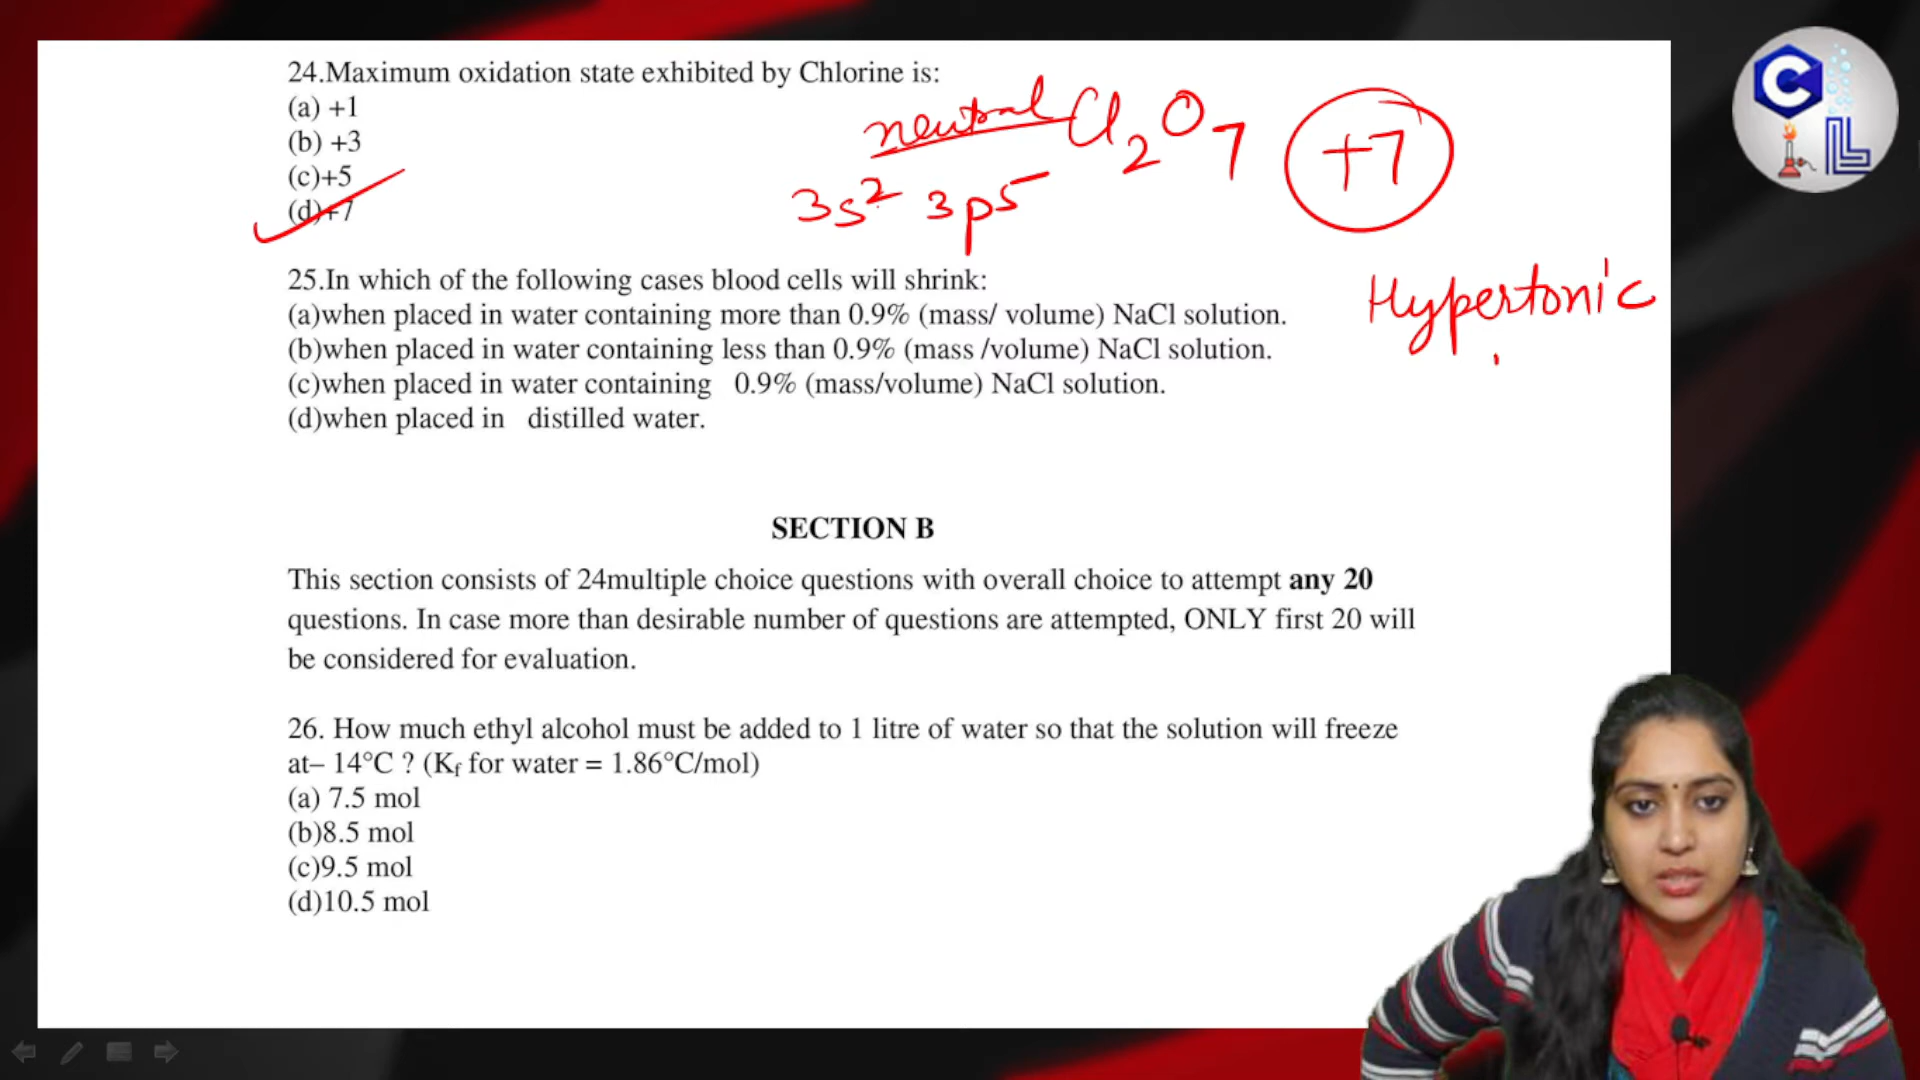 24.Maximum oxidation state exhibited by Chlorine is:
(a) +1
(b) +3
(c)+5
(d)+7
neutral Cl2O7 +7
3s² 3p5
25.In which of the following cases blood cells will shrink:
(a)when placed in water containing more than 0.9% (mass/ volume) NaCl solution.
(b)when placed in water containing less than 0.9% (mass /volume) NaCl solution.
(c)when placed in water containing 0.9% (mass/volume) NaCl solution.
(d)when placed in distilled water.
Hypertonic
SECTION B
This section consists of 24multiple choice questions with overall choice to attempt any 20
questions. In case more than desirable number of questions are attempted, ONLY first 20 will
be considered for evaluation.
26. How much ethyl alcohol must be added to 1 litre of water so that the solution will freeze
at– 14°C ? (Kf for water = 1.86°C/mol)
(a) 7.5 mol
(b)8.5 mol
(c)9.5 mol
(d)10.5 mol
C
L